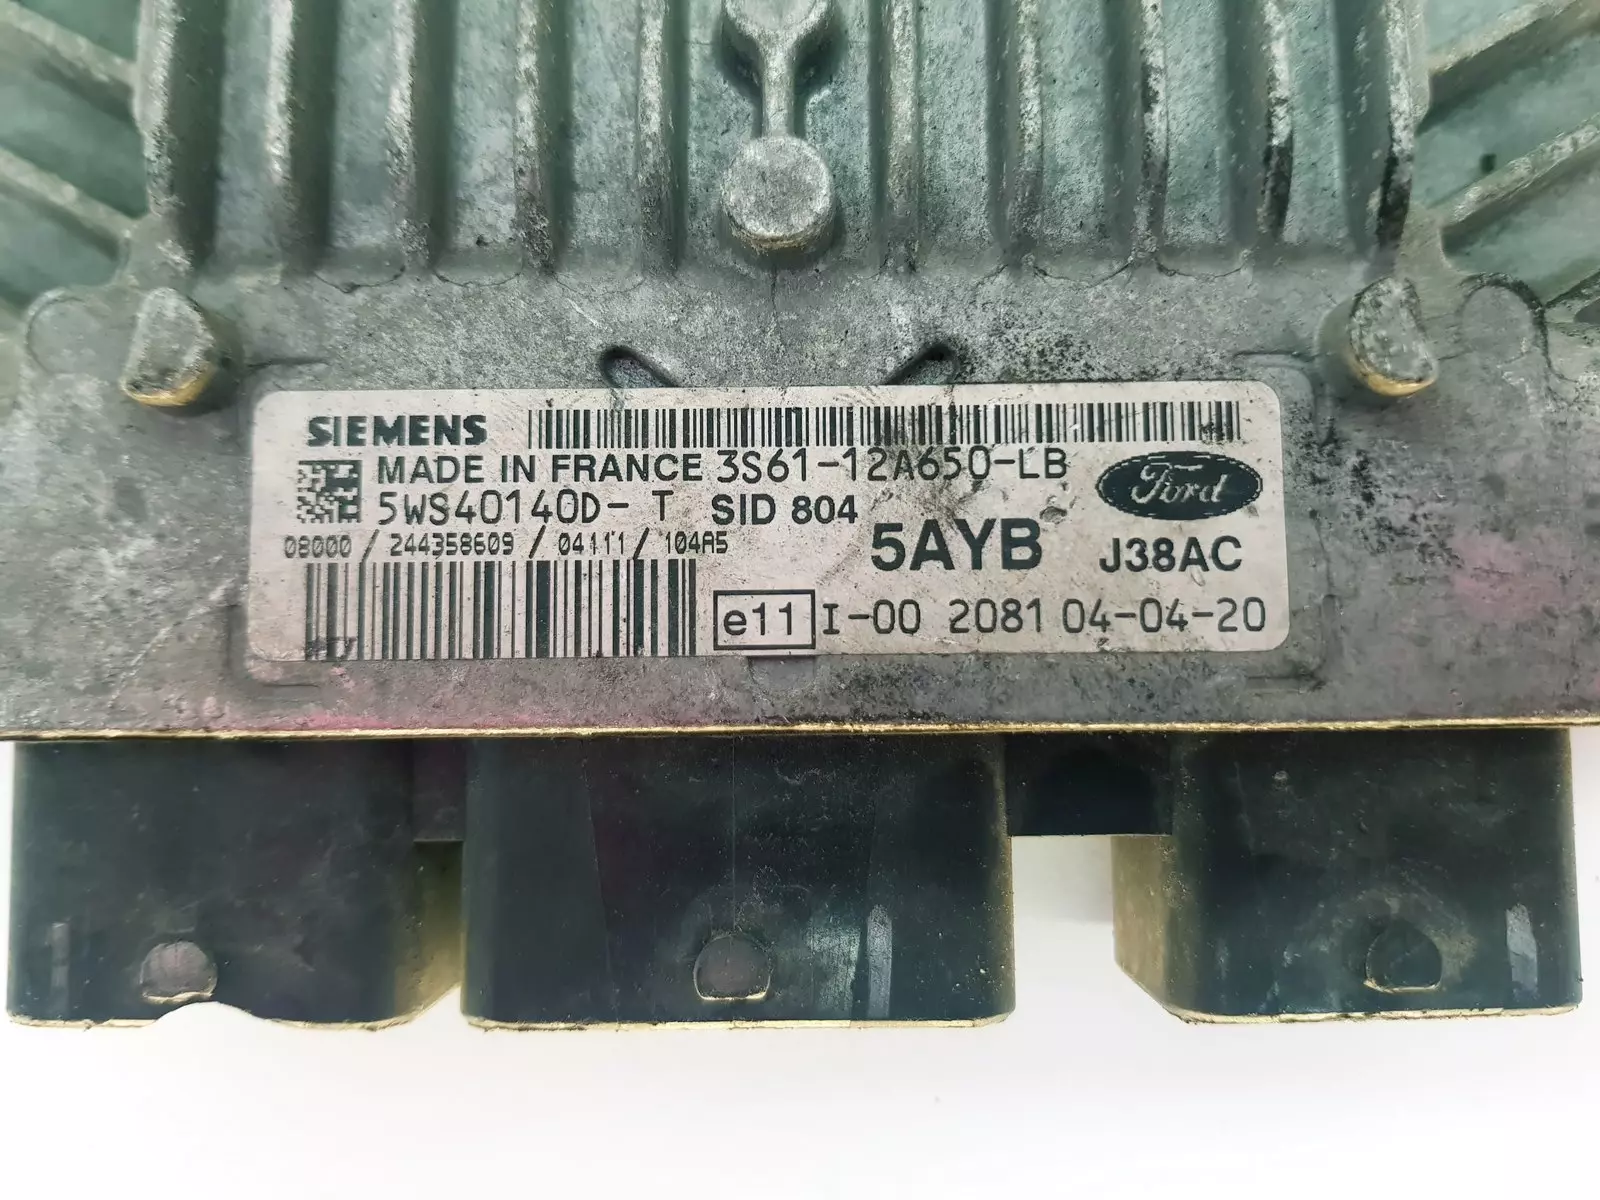 SIEMENS
MADE IN FRANCE 3S61-12A650-LB
Ford
5WS40140D- T SID 804
08000 / 244358609 / 04111 / 104A5
5AYB J38AC
e11 I-00 2081 04-04-20